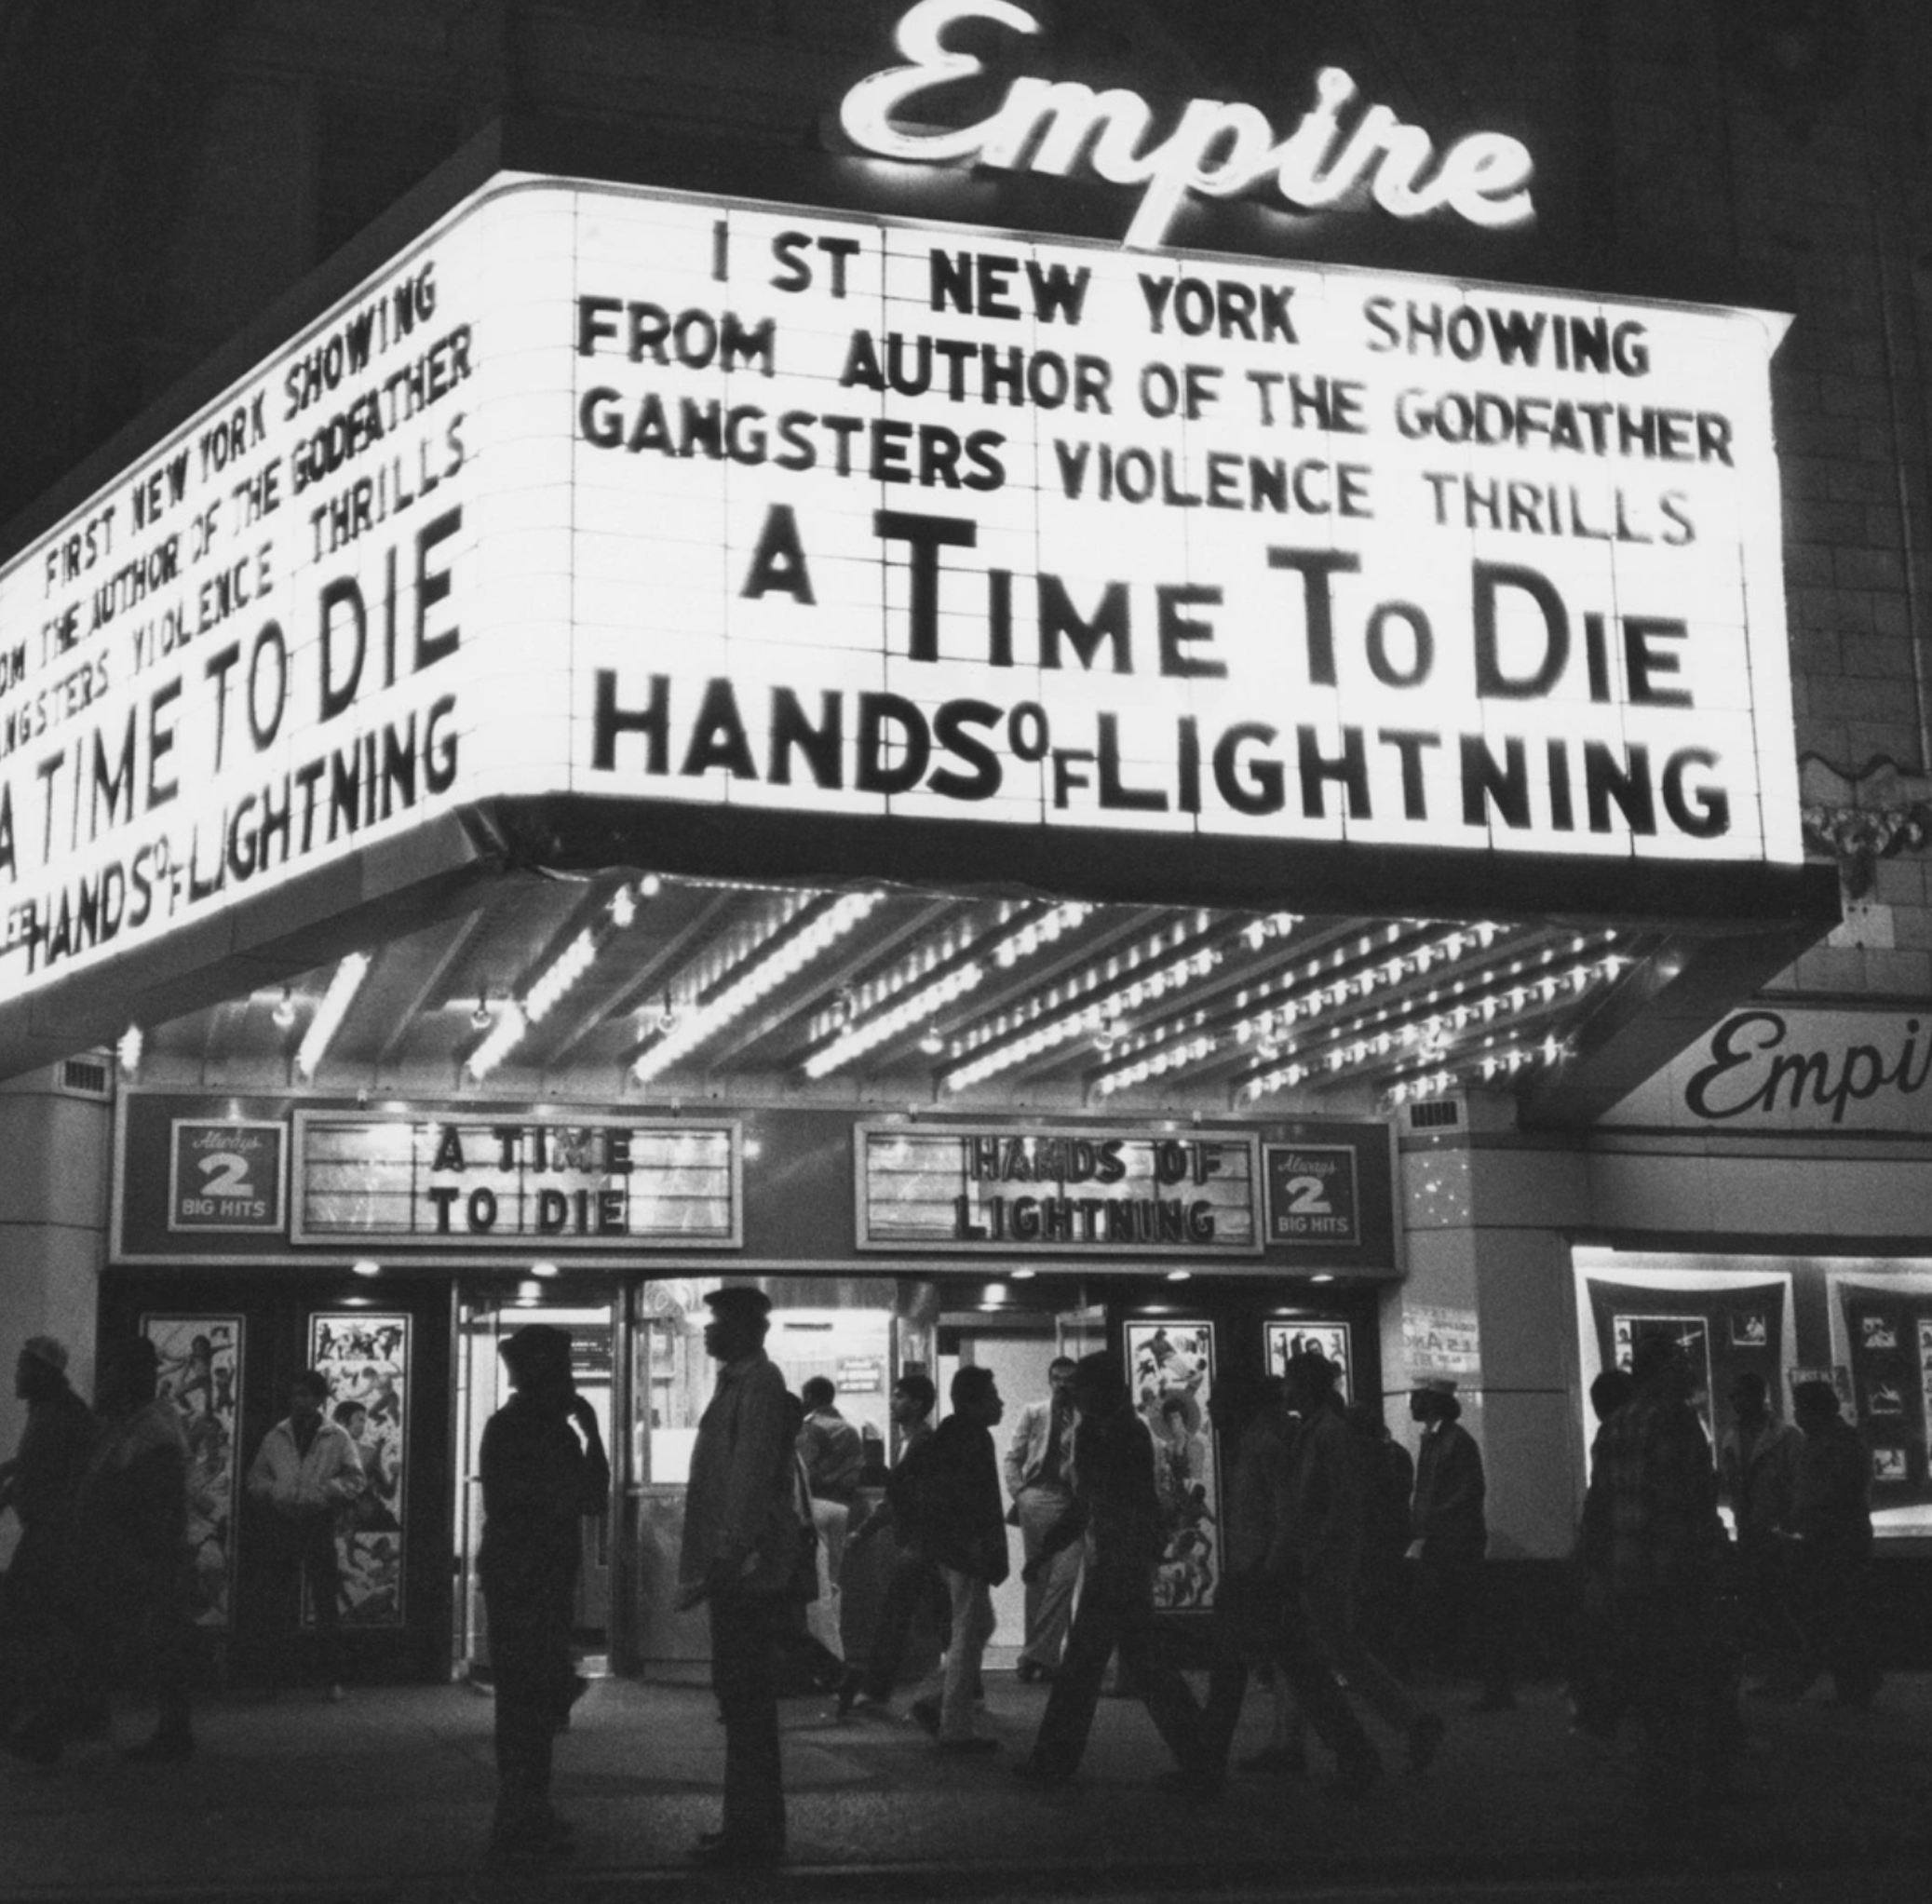 Empire
1 ST NEW YORK SHOWING
FROM AUTHOR OF THE GODFATHER
GANGSTERS VIOLENCE THRILLS
A TIME TO DIE
HANDS OF LIGHTNING
FIRST NEW YORK SHOWING
THE AUTHOR OF THE GODFATHER
VIOLENCE THRILLS
A TIME TO DIE
HANDS OF LIGHTNING
Always
2
BIG HITS
A TIME
TO DIE
HANDS OF
LIGHTNING
Always
2
BIG HITS
Empi